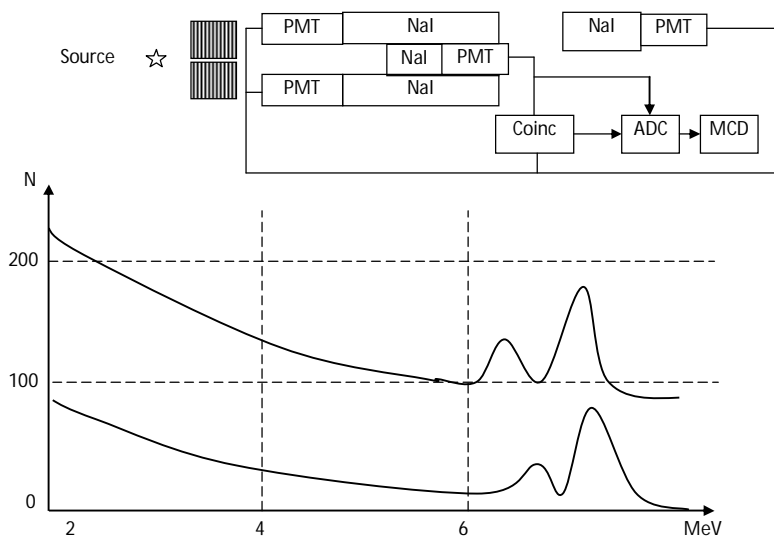 PMT NaI NaI PMT
Source NaI PMT
PMT NaI
Coinc ADC MCD
N
200
100
0
2 4 6 MeV